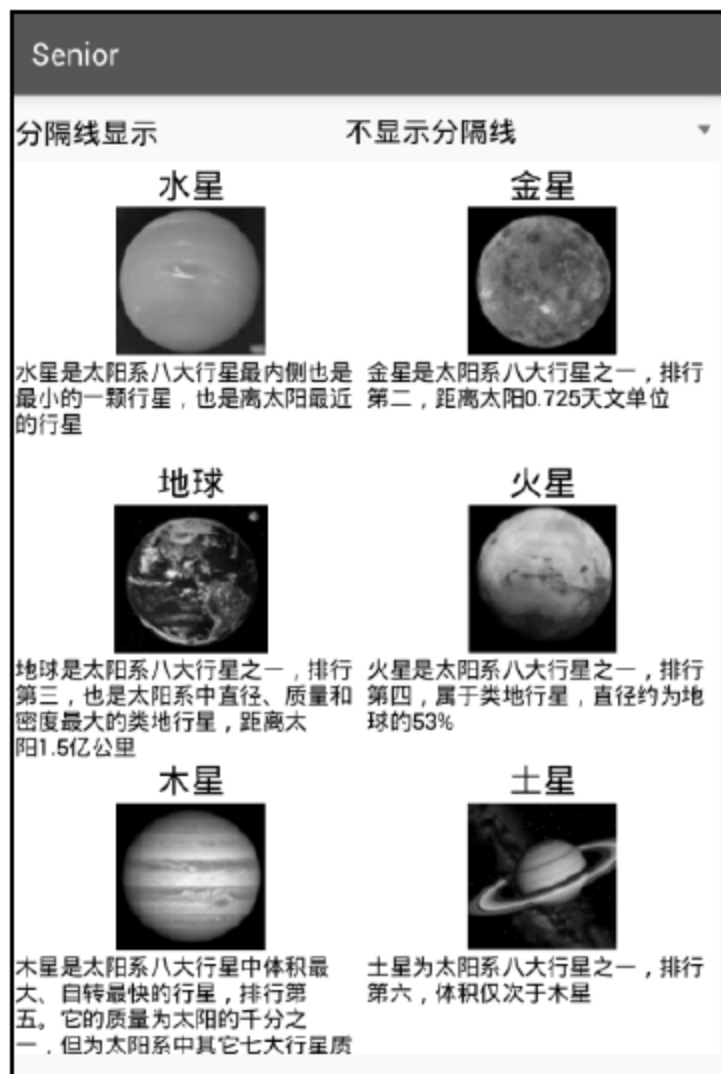 Senior
分隔线显示
不显示分隔线
水星
水星是太阳系八大行星最内侧也是
最小的一颗行星，也是离太阳最近
的行星
金星
金星是太阳系八大行星之一，排行
第二，距离太阳0.725天文单位
地球
地球是太阳系八大行星之一，排行
第三，也是太阳系中直径、质量和
密度最大的类地行星，距离太
阳1.5亿公里
火星
火星是太阳系八大行星之一，排行
第四，属于类地行星，直径约为地
球的53%
木星
木星是太阳系八大行星中体积最
大、自转最快的行星，排行第
五。它的质量为太阳的千分之
一，但为太阳系中其它七大行星质
土星
土星为太阳系八大行星之一，排行
第六，体积仅次于木星